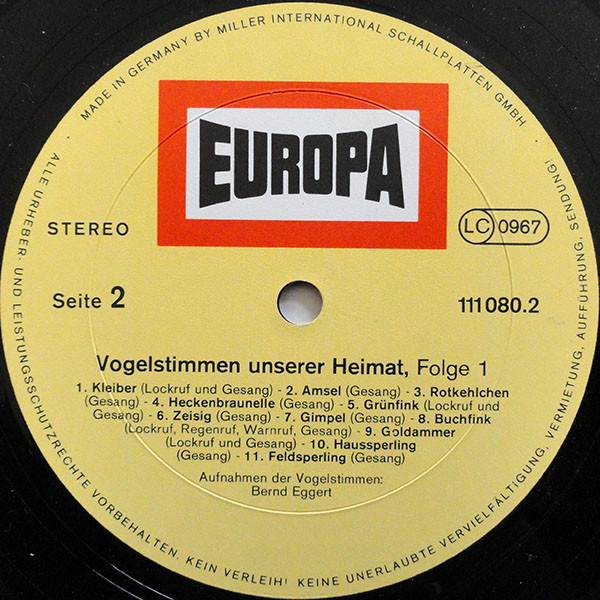 MADE IN GERMANY BY MILLER INTERNATIONAL SCHALLPLATTEN GMBH
EUROPA
STEREO
LC 0967
Seite 2
111 080.2
Vogelstimmen unserer Heimat, Folge 1
1. Kleiber (Lockruf und Gesang) - 2. Amsel (Gesang) - 3. Rotkehlchen
(Gesang) - 4. Heckenbraunelle (Gesang) - 5. Grünfink (Lockruf und
Gesang) - 6. Zeisig (Gesang) - 7. Gimpel (Gesang) - 8. Buchfink
(Lockruf, Regenruf, Warnruf, Gesang) - 9. Goldammer
(Lockruf und Gesang) - 10. Haussperling
(Gesang) - 11. Feldsperling (Gesang)
Aufnahmen der Vogelstimmen:
Bernd Eggert
ALLE URHEBER- UND LEISTUNGSSCHUTZRECHTE VORBEHALTEN. KEIN VERLEIH! KEINE UNERLAUBTE VERVIELFÄLTIGUNG, VERMIETUNG, AUFFÜHRUNG, SENDUNG!